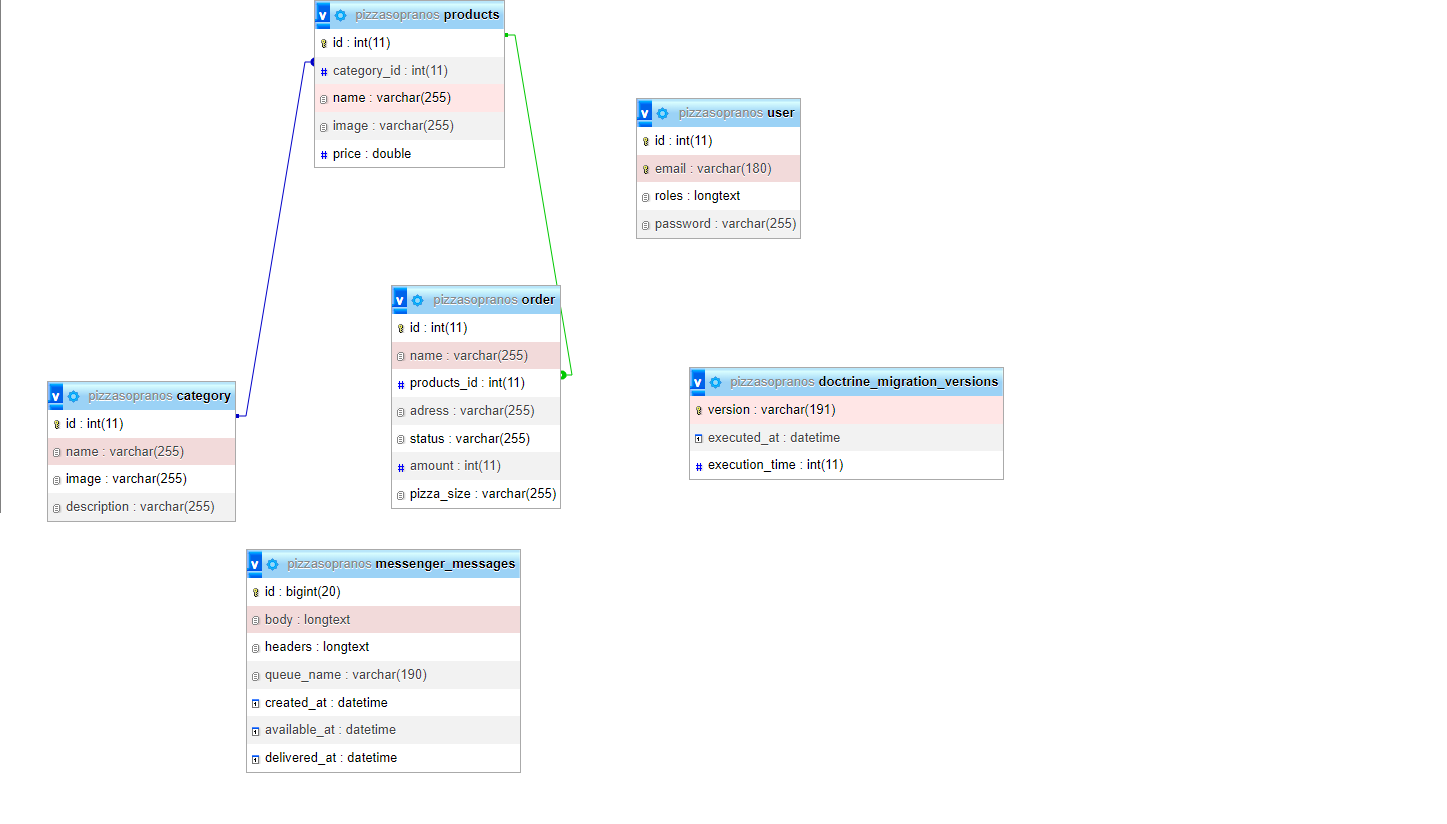 v pizzasopranos products
id : int(11)
# category_id : int(11)
name : varchar(255)
image : varchar(255)
# price : double
v pizzasopranos user
id : int(11)
email : varchar(180)
roles : longtext
password : varchar(255)
v pizzasopranos order
id : int(11)
name : varchar(255)
# products_id : int(11)
adress : varchar(255)
status : varchar(255)
# amount : int(11)
pizza_size : varchar(255)
v pizzasopranos category
id : int(11)
name : varchar(255)
image : varchar(255)
description : varchar(255)
v pizzasopranos doctrine_migration_versions
version : varchar(191)
executed_at : datetime
# execution_time : int(11)
v pizzasopranos messenger_messages
id : bigint(20)
body : longtext
headers : longtext
queue_name : varchar(190)
created_at : datetime
available_at : datetime
delivered_at : datetime